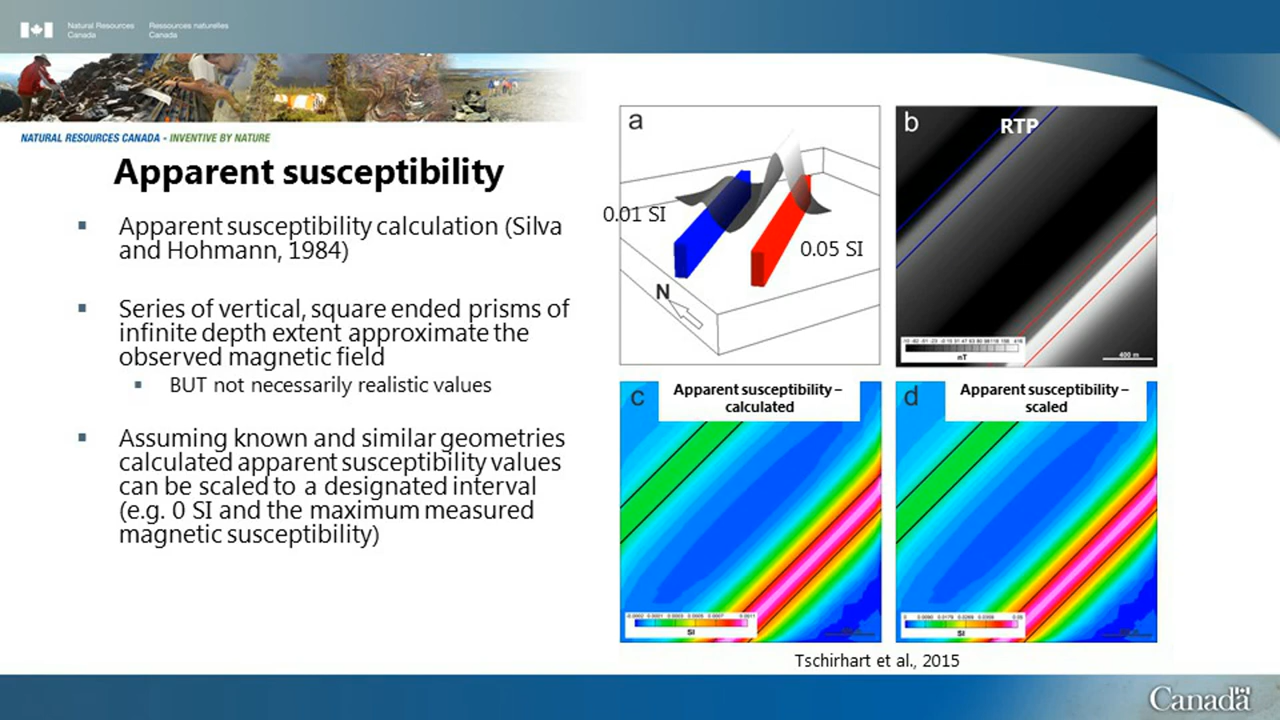 Natural Resources Ressources naturelles
Canada Canada
NATURAL RESOURCES CANADA - INVENTIVE BY NATURE
Apparent susceptibility
▪ Apparent susceptibility calculation (Silva
and Hohmann, 1984)
▪ Series of vertical, square ended prisms of
infinite depth extent approximate the
observed magnetic field
▪ BUT not necessarily realistic values
▪ Assuming known and similar geometries
calculated apparent susceptibility values
can be scaled to a designated interval
(e.g. 0 SI and the maximum measured
magnetic susceptibility)
a
0.01 SI
0.05 SI
N
b
RTP
nT
400 m
c
Apparent susceptibility –
calculated
SI
d
Apparent susceptibility –
scaled
SI
Tschirhart et al., 2015
Canada